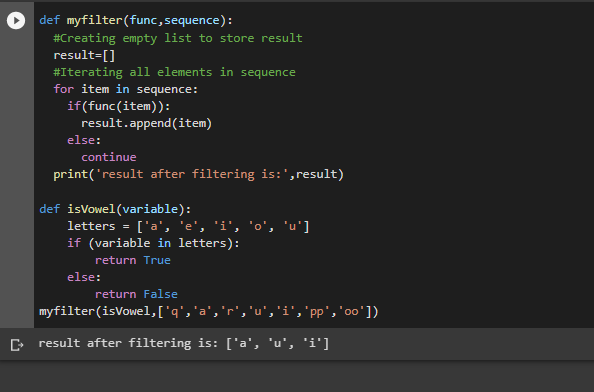 def myfilter(func,sequence):
  #Creating empty list to store result
  result=[]
  #Iterating all elements in sequence
  for item in sequence:
    if(func(item)):
      result.append(item)
    else:
      continue
  print('result after filtering is:',result)

def isVowel(variable):
    letters = ['a', 'e', 'i', 'o', 'u']
    if (variable in letters):
        return True
    else:
        return False
myfilter(isVowel,['q','a','r','u','i','pp','oo'])
result after filtering is: ['a', 'u', 'i']